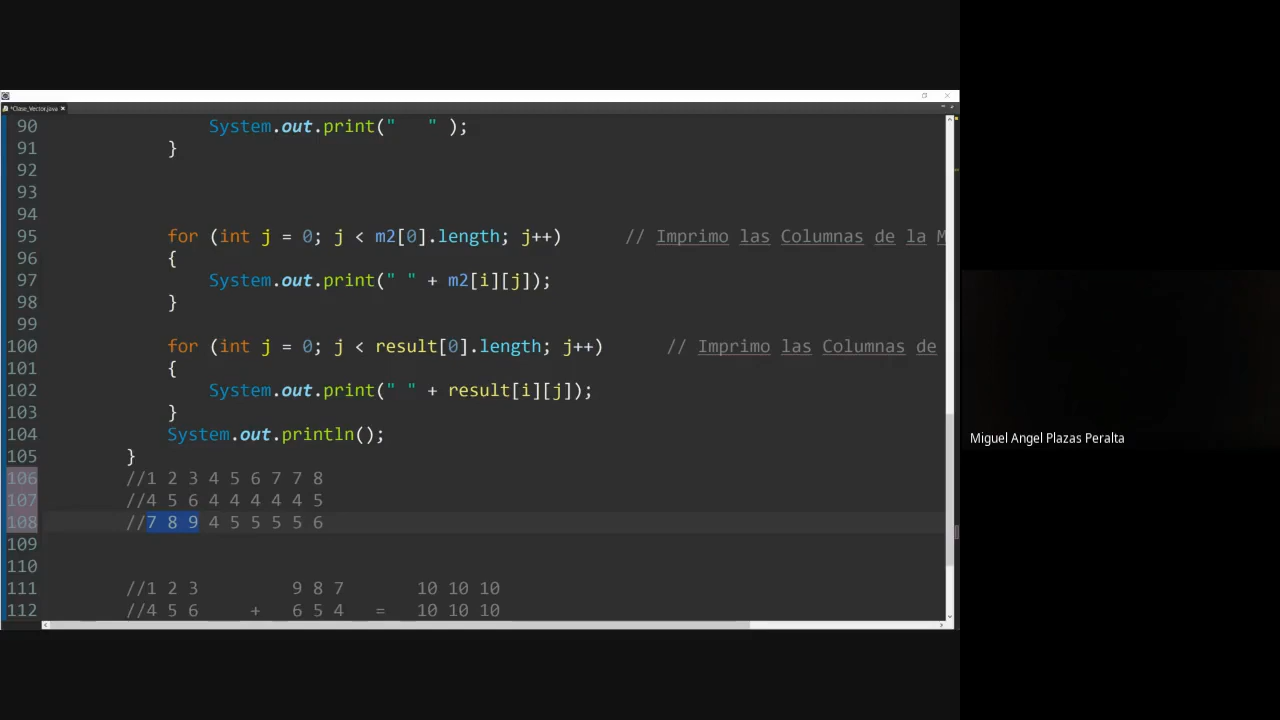 *Clase_Vector.java
90 System.out.print("   " );
91 }
92
93
94
95 for (int j = 0; j < m2[0].length; j++) // Imprimo las Columnas de la M
96 {
97 System.out.print(" " + m2[i][j]);
98 }
99
100 for (int j = 0; j < result[0].length; j++) // Imprimo las Columnas de
101 {
102 System.out.print(" " + result[i][j]);
103 }
104 System.out.println();
105 }
106 //1 2 3 4 5 6 7 7 8
107 //4 5 6 4 4 4 4 4 5
108 //7 8 9 4 5 5 5 5 6
109
110
111 //1 2 3 9 8 7 10 10 10
112 //4 5 6 + 6 5 4 = 10 10 10
Miguel Angel Plazas Peralta